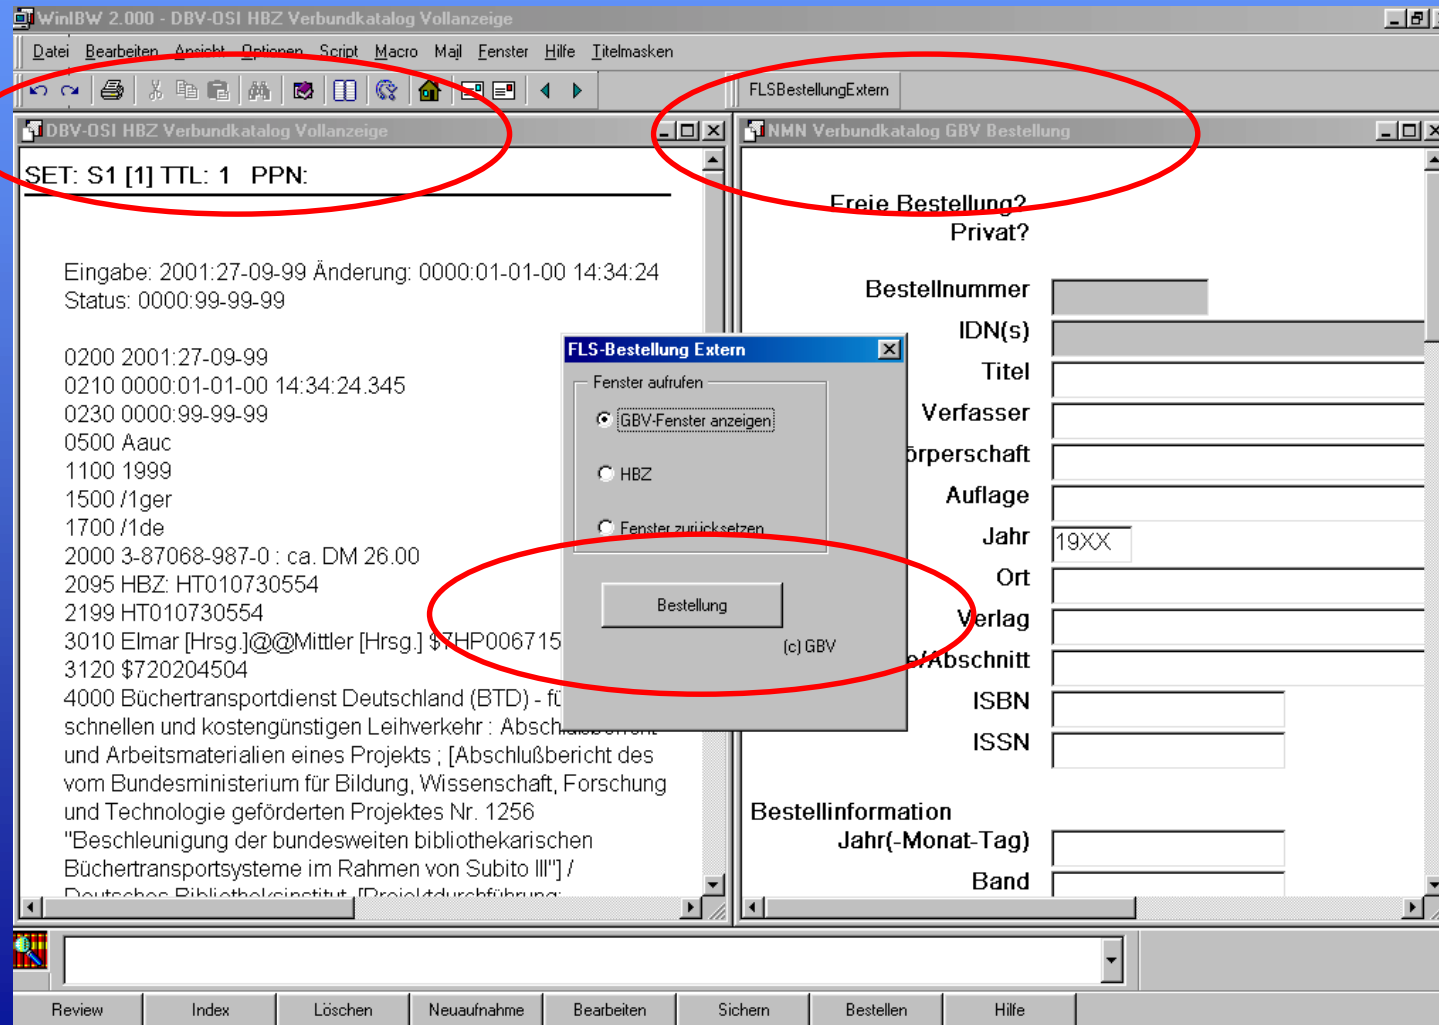 WinIBW 2.000 - DBV-OSI HBZ Verbundkatalog Vollanzeige
Datei Bearbeiten Ansicht Optionen Script Macro Mail Fenster Hilfe Titelmasken
FLSBestellungExtern
DBV-OSI HBZ Verbundkatalog Vollanzeige
SET: S1 [1] TTL: 1 PPN:
Eingabe: 2001:27-09-99 Änderung: 0000:01-01-00 14:34:24
Status: 0000:99-99-99
0200 2001:27-09-99
0210 0000:01-01-00 14:34:24.345
0230 0000:99-99-99
0500 Aauc
1100 1999
1500 /1ger
1700 /1de
2000 3-87068-987-0 : ca. DM 26.00
2095 HBZ: HT010730554
2199 HT010730554
3010 Elmar [Hrsg.]@@Mittler [Hrsg.] $7HP006715
3120 $720204504
4000 Büchertransportdienst Deutschland (BTD) - fü
schnellen und kostengünstigen Leihverkehr : Abschlußbericht
und Arbeitsmaterialien eines Projekts ; [Abschlußbericht des
vom Bundesministerium für Bildung, Wissenschaft, Forschung
und Technologie geförderten Projektes Nr. 1256
"Beschleunigung der bundesweiten bibliothekarischen
Büchertransportsysteme im Rahmen von Subito III"] /
Deutsches Bibliotheksinstitut. [Projektdurchführung:
FLS-Bestellung Extern
Fenster aufrufen
GBV-Fenster anzeigen
HBZ
Fenster zurücksetzen
Bestellung
(c) GBV
NMN Verbundkatalog GBV Bestellung
Freie Bestellung?
Privat?
Bestellnummer
IDN(s)
Titel
Verfasser
örperschaft
Auflage
Jahr 19XX
Ort
Verlag
e/Abschnitt
ISBN
ISSN
Bestellinformation
Jahr(-Monat-Tag)
Band
Review Index Löschen Neuaufnahme Bearbeiten Sichern Bestellen Hilfe